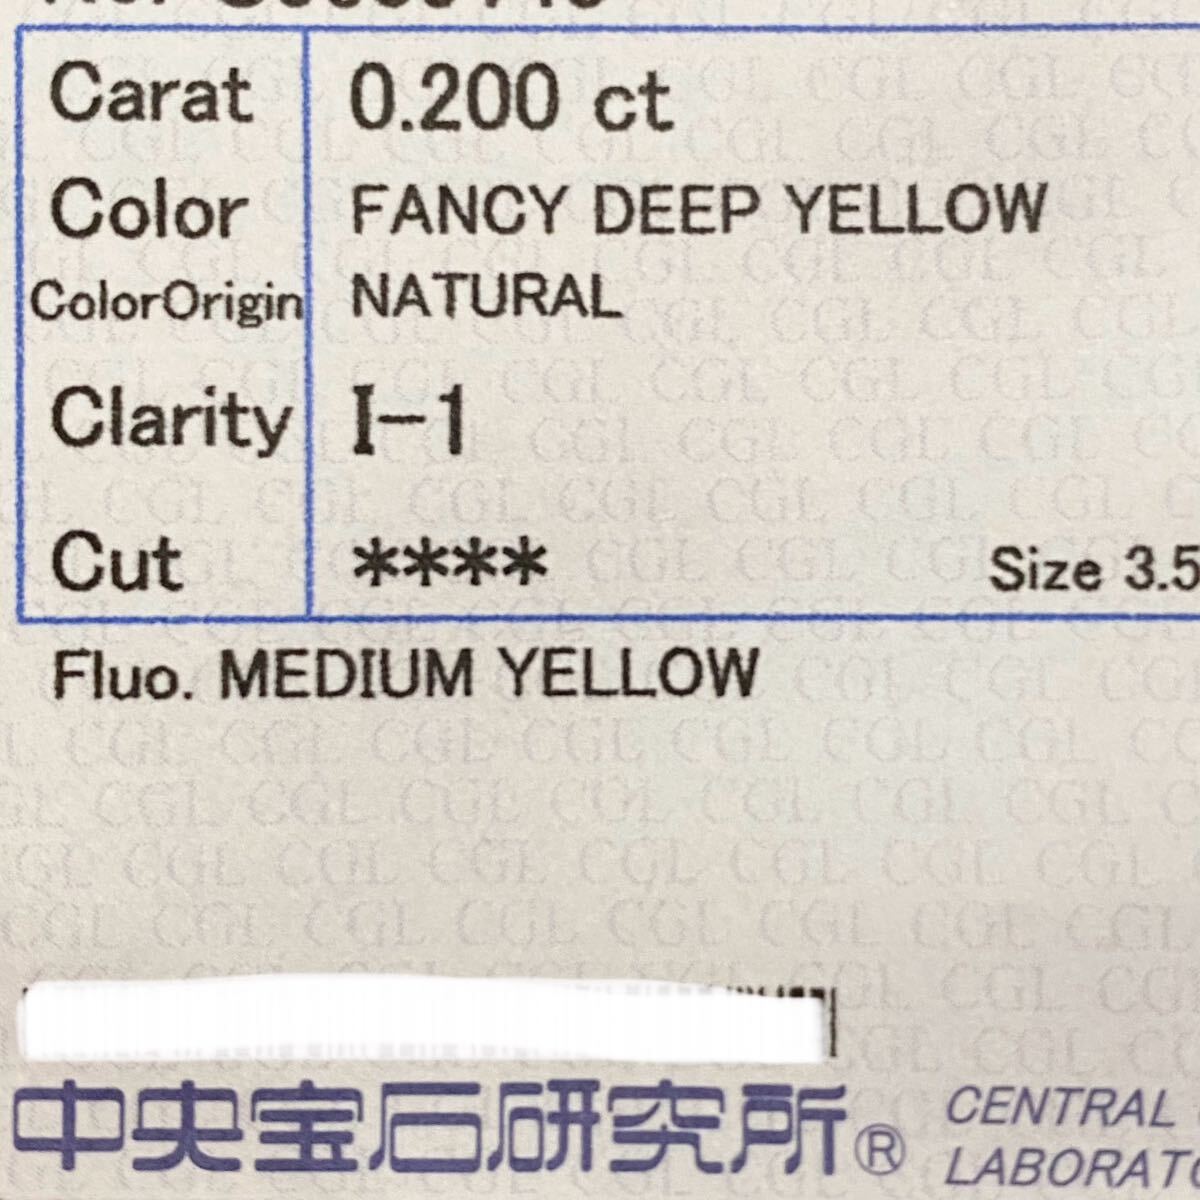 Carat 0.200 ct
Color FANCY DEEP YELLOW
ColorOrigin NATURAL
Clarity I-1
Cut **** Size 3.5
Fluo. MEDIUM YELLOW
中央宝石研究所® CENTRAL
LABORATO